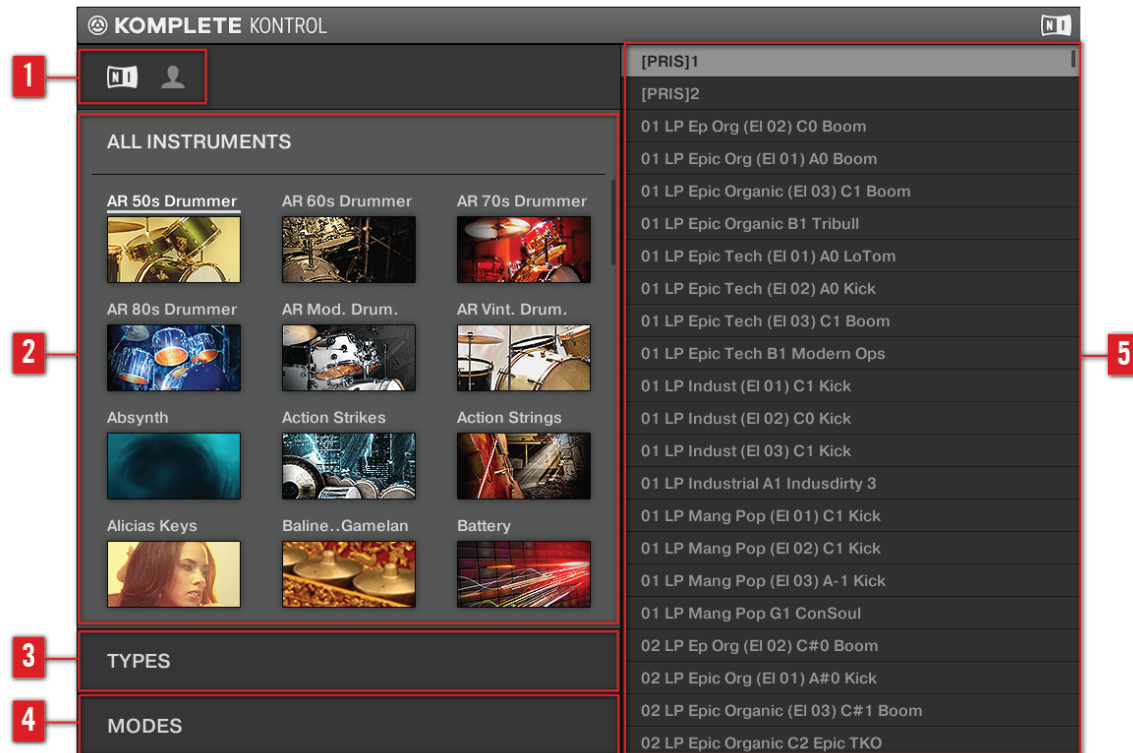 KOMPLETE KONTROL
NI
1
NI
ALL INSTRUMENTS
AR 50s Drummer
AR 60s Drummer
AR 70s Drummer
AR 80s Drummer
AR Mod. Drum.
AR Vint. Drum.
2
Absynth
Action Strikes
Action Strings
Alicias Keys
Baline..Gamelan
Battery
3
TYPES
4
MODES
[PRIS]1
[PRIS]2
01 LP Ep Org (El 02) C0 Boom
01 LP Epic Org (El 01) A0 Boom
01 LP Epic Organic (El 03) C1 Boom
01 LP Epic Organic B1 Tribull
01 LP Epic Tech (El 01) A0 LoTom
01 LP Epic Tech (El 02) A0 Kick
01 LP Epic Tech (El 03) C1 Boom
01 LP Epic Tech B1 Modern Ops
5
01 LP Indust (El 01) C1 Kick
01 LP Indust (El 02) C0 Kick
01 LP Indust (El 03) C1 Kick
01 LP Industrial A1 Indusdirty 3
01 LP Mang Pop (El 01) C1 Kick
01 LP Mang Pop (El 02) C1 Kick
01 LP Mang Pop (El 03) A-1 Kick
01 LP Mang Pop G1 ConSoul
02 LP Ep Org (El 02) C#0 Boom
02 LP Epic Org (El 01) A#0 Kick
02 LP Epic Organic (El 03) C#1 Boom
02 LP Epic Organic C2 Epic TKO